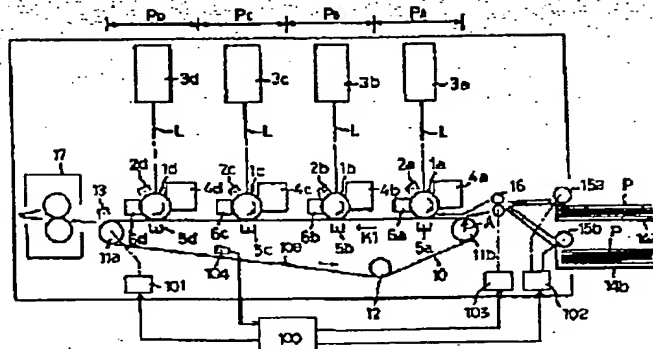 PD PC PB PA
3d 3c 3b 3a
L L L L
2d 1d 2c 1c 2b 1b 2a 1a
17 13 4d 4c 4b 4a 16 15a P
6d 5d 6c 5c 6b 5b K1 6a 5a A 15b P
11a 104 108 12 10 11b 14b
101 103 102
100